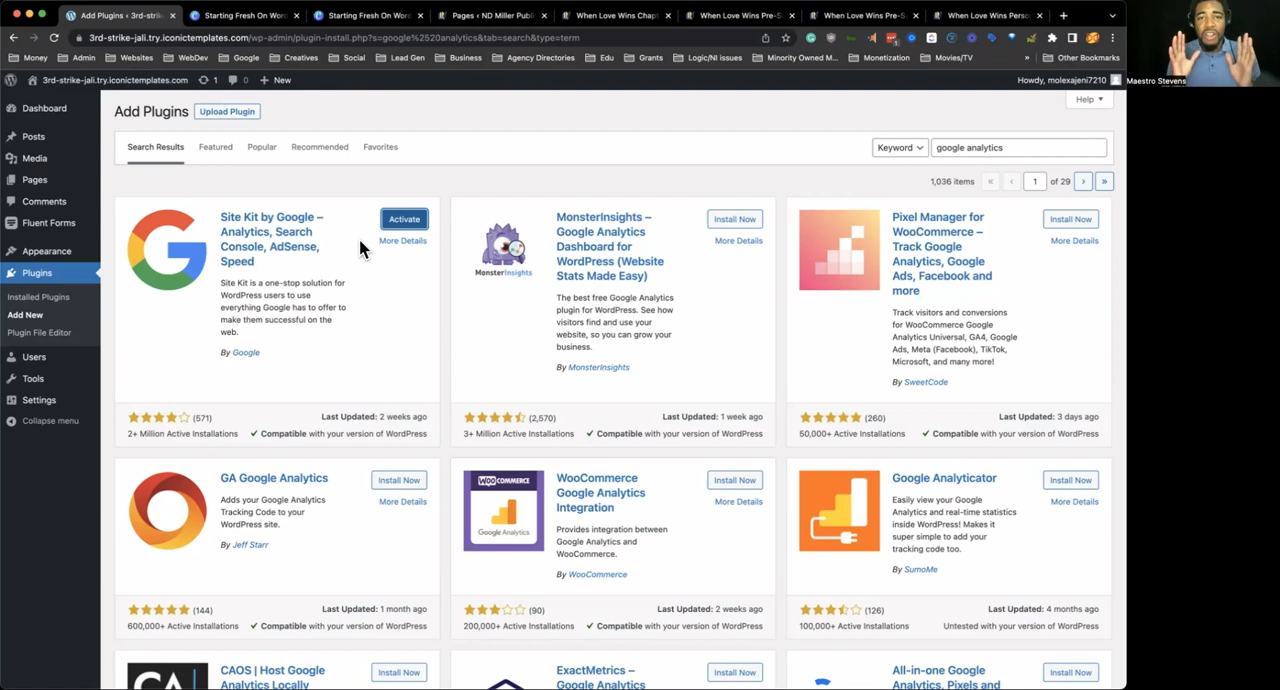 Add Plugins ‹ 3rd-strike-
Starting Fresh On Wor
Starting Fresh On Wor
Pages ‹ ND Miller Publi
When Love Wins Chap
When Love Wins Pre-S
When Love Wins Pre-S
When Love Wins Pers
3rd-strike-jali.try.iconictemplates.com/wp-admin/plugin-install.php?s=google%2520analytics&tab=search&type=term
Money
Admin
Websites
WebDev
Google
Creatives
Social
Lead Gen
Business
Agency Directories
Edu
Grants
Logic/NI issues
Minority Owned M...
Monetization
Movies/TV
»
Other Bookmarks
3rd-strike-jali.try.iconictemplates.com
1
0
New
Howdy, molexajeni7210
Maestro Stevens
Dashboard
Posts
Media
Pages
Comments
Fluent Forms
Appearance
Plugins
Installed Plugins
Add New
Plugin File Editor
Users
Tools
Settings
Collapse menu
Add Plugins
Upload Plugin
Help
Search Results
Featured
Popular
Recommended
Favorites
Keyword
google analytics
1,036 items
«
‹
1
of 29
›
»
Site Kit by Google –
Analytics, Search
Console, AdSense,
Speed
Activate
More Details
Site Kit is a one-stop solution for
WordPress users to use
everything Google has to offer to
make them successful on the
web.
By Google
(571)
Last Updated: 2 weeks ago
2+ Million Active Installations
Compatible with your version of WordPress
MonsterInsights
MonsterInsights –
Google Analytics
Dashboard for
WordPress (Website
Stats Made Easy)
Install Now
More Details
The best free Google Analytics
plugin for WordPress. See how
visitors find and use your
website, so you can grow your
business.
By MonsterInsights
(2,570)
Last Updated: 1 week ago
3+ Million Active Installations
Compatible with your version of WordPress
Pixel Manager for
WooCommerce –
Track Google
Analytics, Google
Ads, Facebook and
more
Install Now
More Details
Track visitors and conversions
for WooCommerce Google
Analytics Universal, GA4, Google
Ads, Meta (Facebook), TikTok,
Microsoft, and many more!
By SweetCode
(260)
Last Updated: 3 days ago
50,000+ Active Installations
Compatible with your version of WordPress
GA Google Analytics
Install Now
More Details
Adds your Google Analytics
Tracking Code to your
WordPress site.
By Jeff Starr
(144)
Last Updated: 1 month ago
600,000+ Active Installations
Compatible with your version of WordPress
WOO COMMERCE
Google Analytics
WooCommerce
Google Analytics
Integration
Install Now
More Details
Provides integration between
Google Analytics and
WooCommerce.
By WooCommerce
(90)
Last Updated: 2 weeks ago
200,000+ Active Installations
Compatible with your version of WordPress
Google Analyticator
Install Now
More Details
Easily view your Google
Analytics and real-time statistics
inside WordPress! Makes it
super simple to add your
tracking code too.
By SumoMe
(126)
Last Updated: 4 months ago
100,000+ Active Installations
Untested with your version of WordPress
CAOS | Host Google
Analytics Locally
Install Now
ExactMetrics –
Google Analytics
Install Now
All-in-one Google
Analytics, Pixels and
Install Now